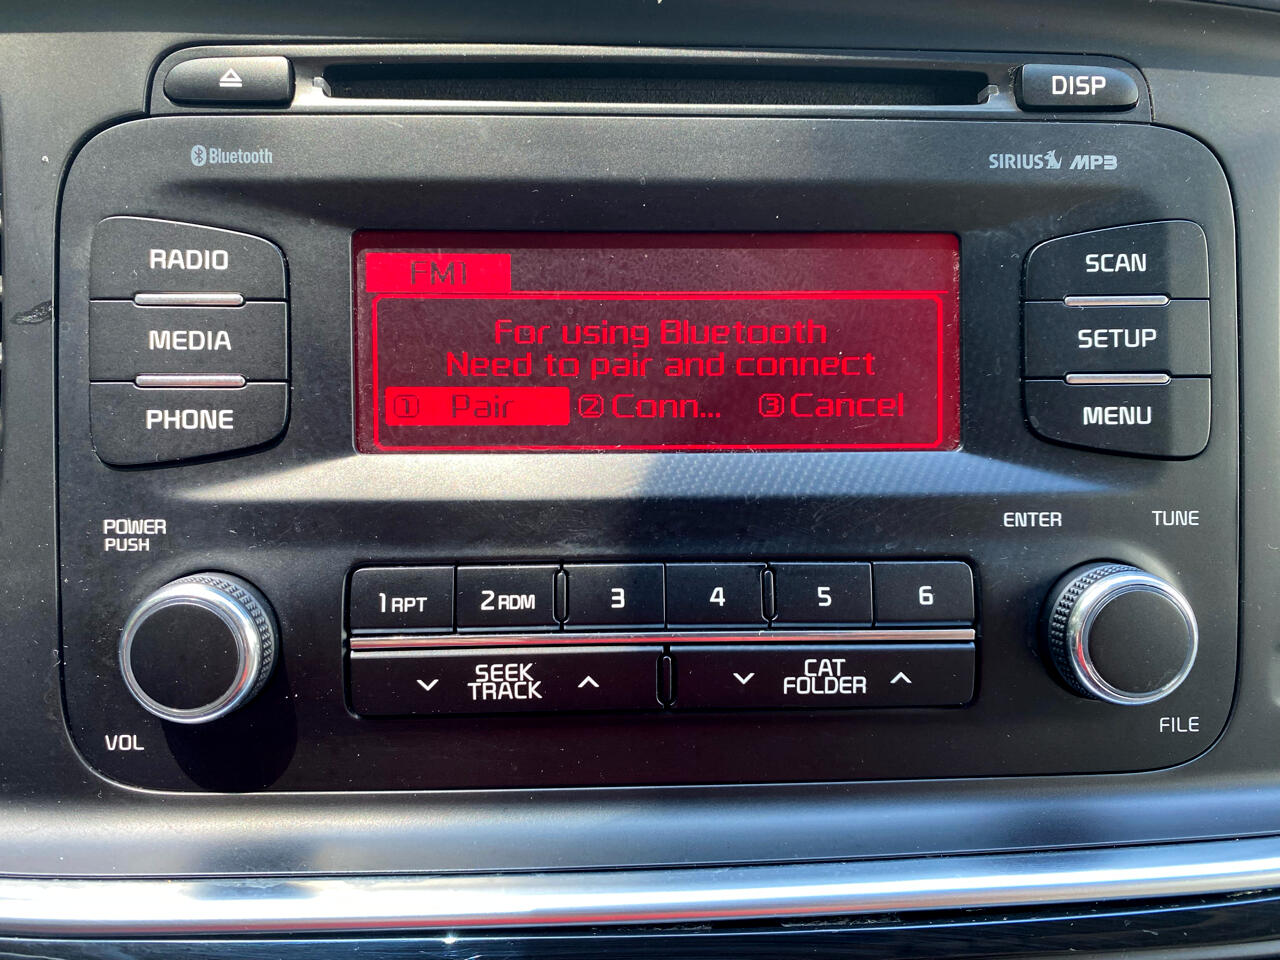 DISP
Bluetooth
SIRIUS MP3
RADIO
MEDIA
PHONE
FM1
For using Bluetooth
Need to pair and connect
① Pair ② Conn... ③ Cancel
SCAN
SETUP
MENU
POWER
PUSH
VOL
1 RPT 2 RDM 3 4 5 6
SEEK
TRACK
CAT
FOLDER
ENTER
TUNE
FILE